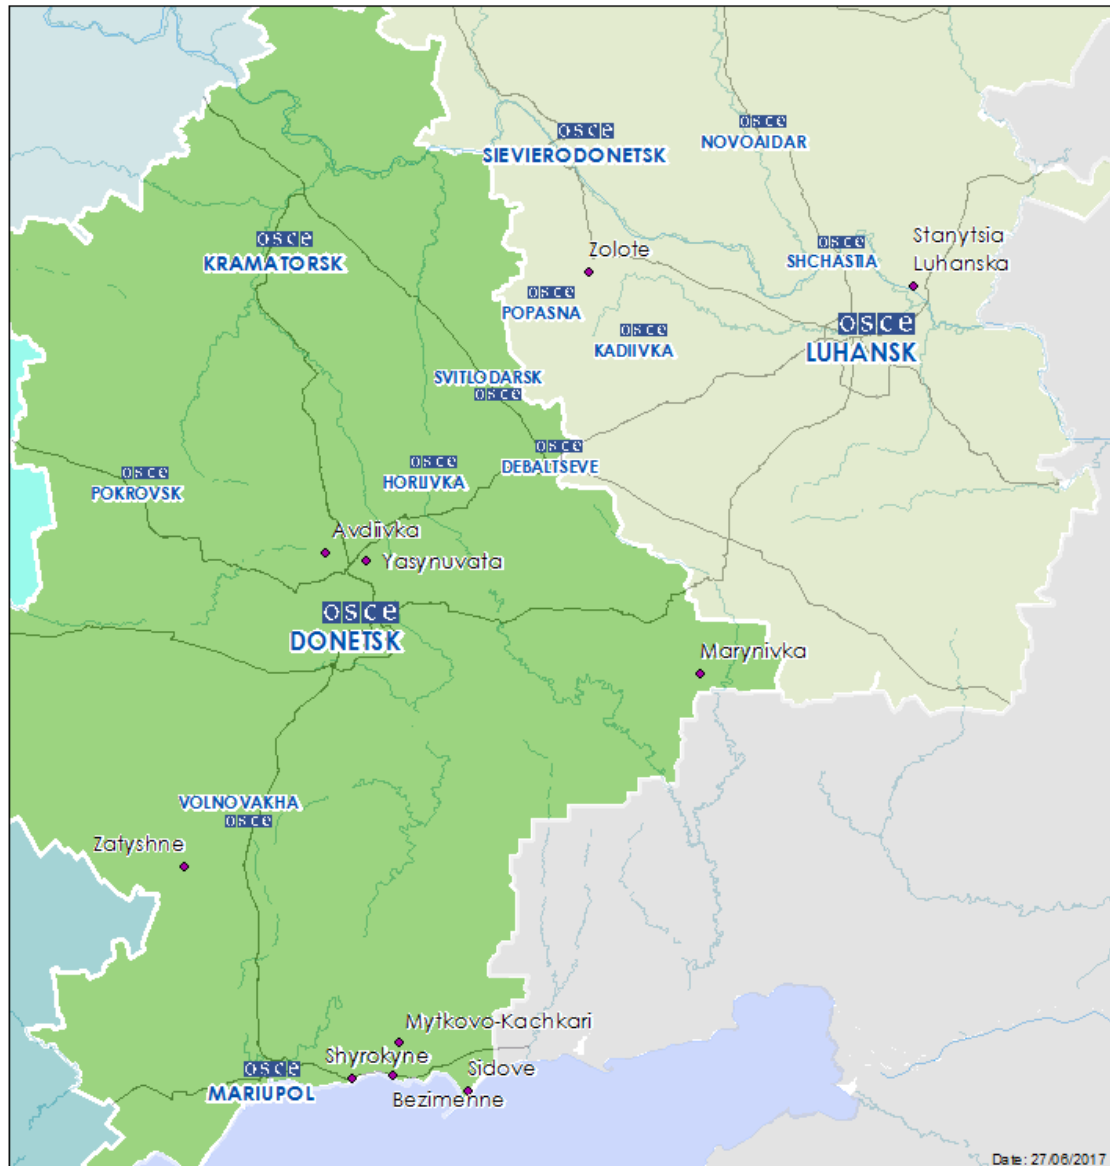 osce
SIEVIERODONETSK
osce
NOVOAIDAR
osce
KRAMATORSK
Zolote
osce
SHCHASTIA
Stanytsia
Luhanska
osce
POPASNA
osce
KADIIVKA
osce
LUHANSK
SVITLODARSK
osce
osce
DEBALTSEVE
osce
HORLIVKA
osce
POKROVSK
Avdiivka
Yasynuvata
osce
DONETSK
Marynivka
VOLNOVAKHA
osce
Zatyshne
Mytkovo-Kachkari
Shyrokyne
Sidove
osce
MARIUPOL
Bezimenne
Date: 27/06/2017